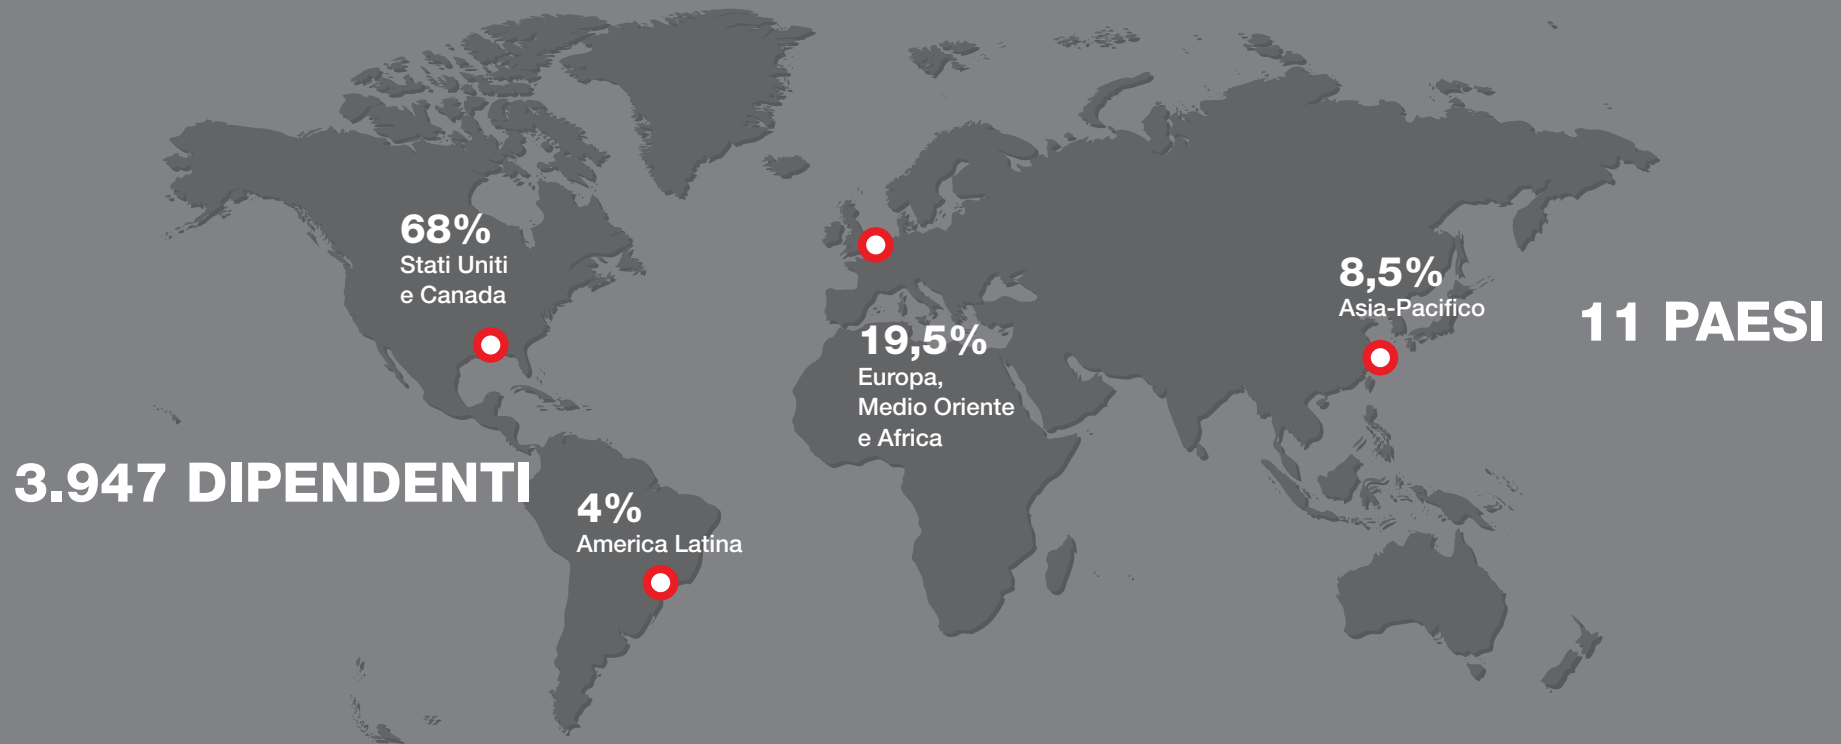 68%
Stati Uniti
e Canada
19,5%
Europa,
Medio Oriente
e Africa
8,5%
Asia-Pacifico
11 PAESI
3.947 DIPENDENTI
4%
America Latina